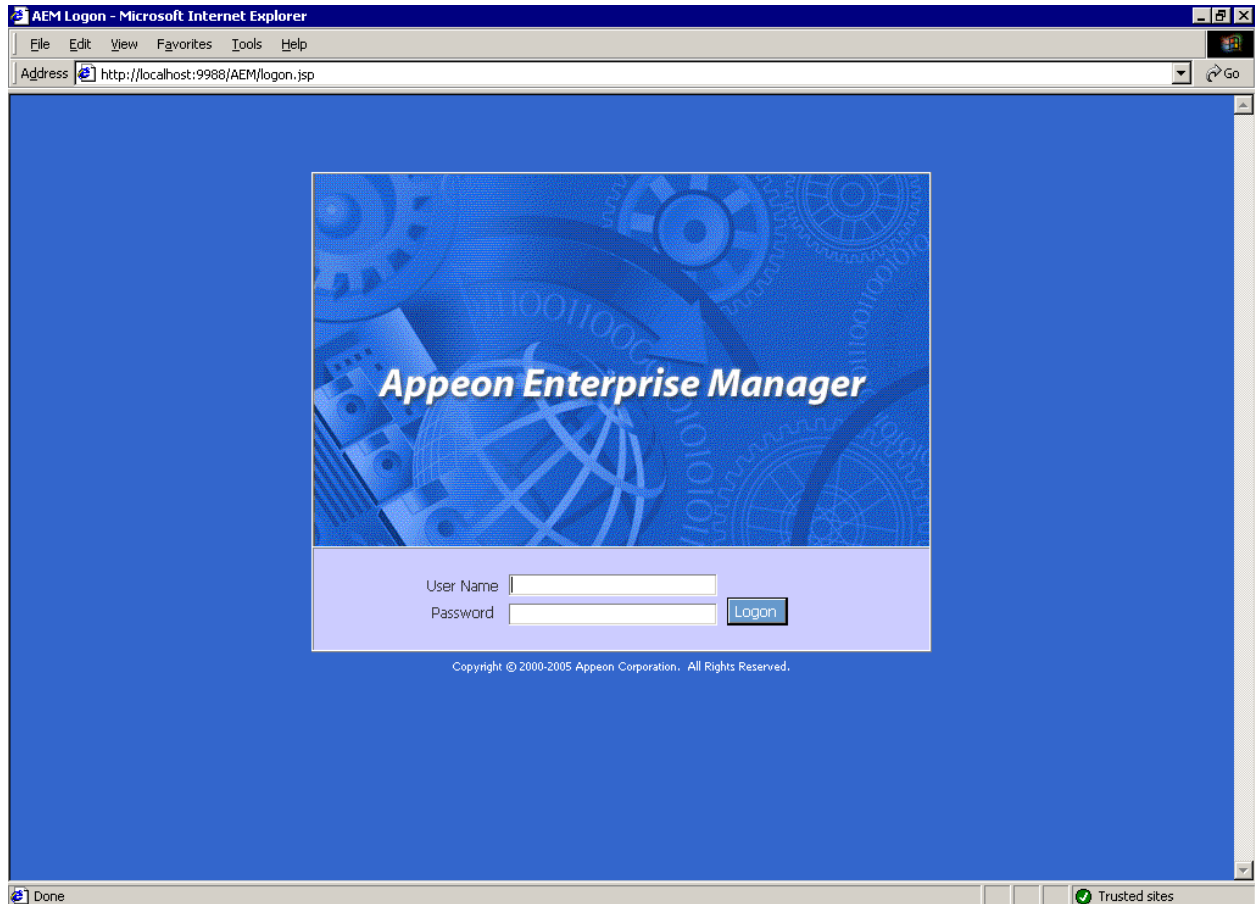 AEM Logon - Microsoft Internet Explorer
File Edit View Favorites Tools Help
Address http://localhost:9988/AEM/logon.jsp Go
Appeon Enterprise Manager
User Name
Password
Logon
Copyright © 2000-2005 Appeon Corporation. All Rights Reserved.
Done Trusted sites